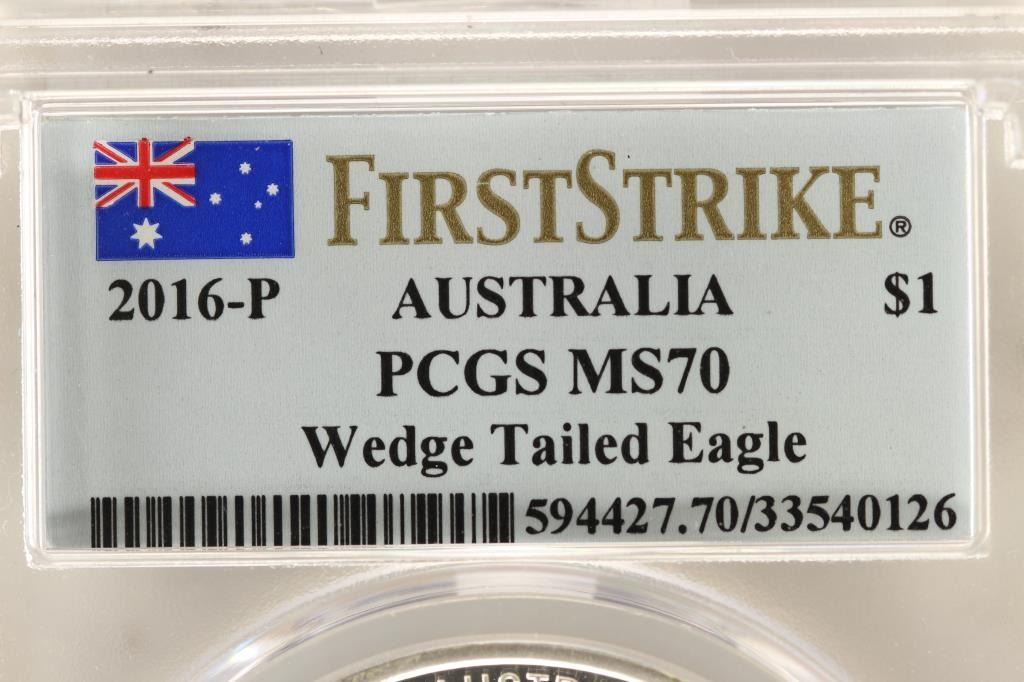 FIRSTSTRIKE®
2016-P AUSTRALIA $1
PCGS MS70
Wedge Tailed Eagle
594427.70/33540126